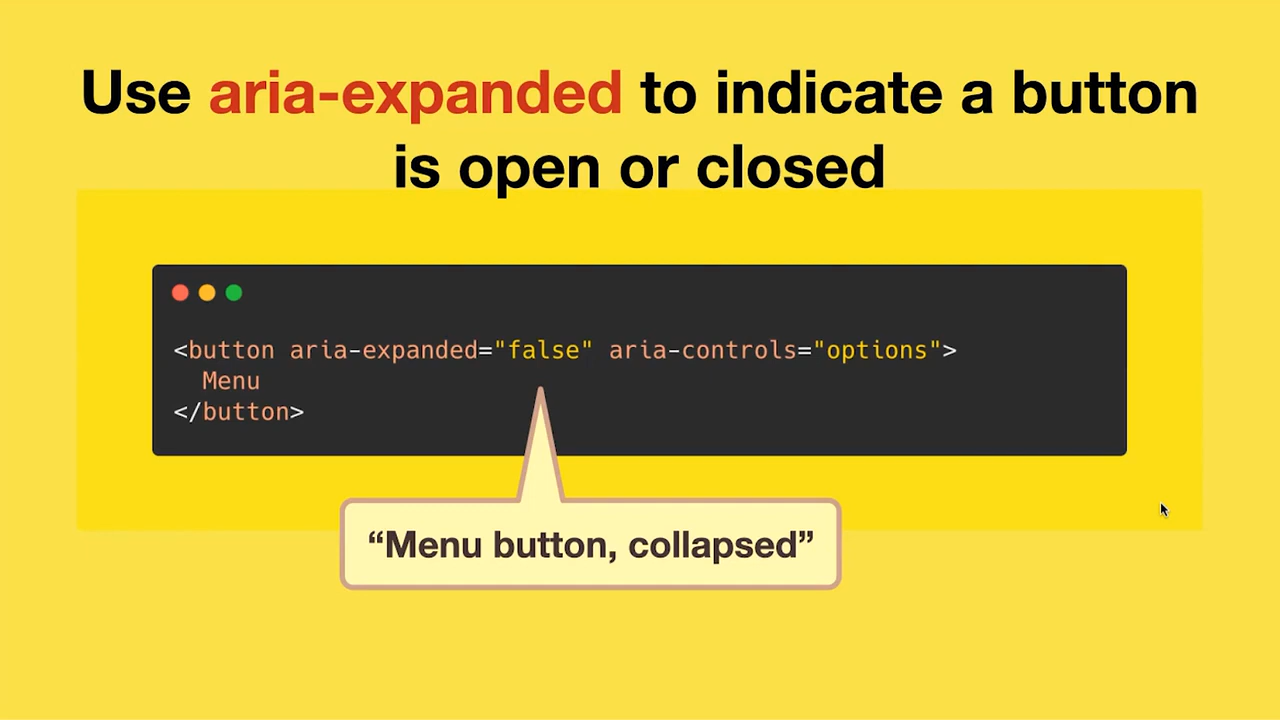 Use aria-expanded to indicate a button
is open or closed
<button aria-expanded="false" aria-controls="options">
Menu
</button>
“Menu button, collapsed”